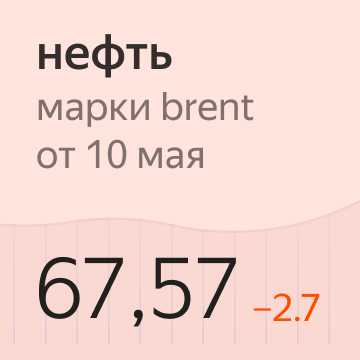 нефть
марки brent
от 10 мая
67,57 –2.7